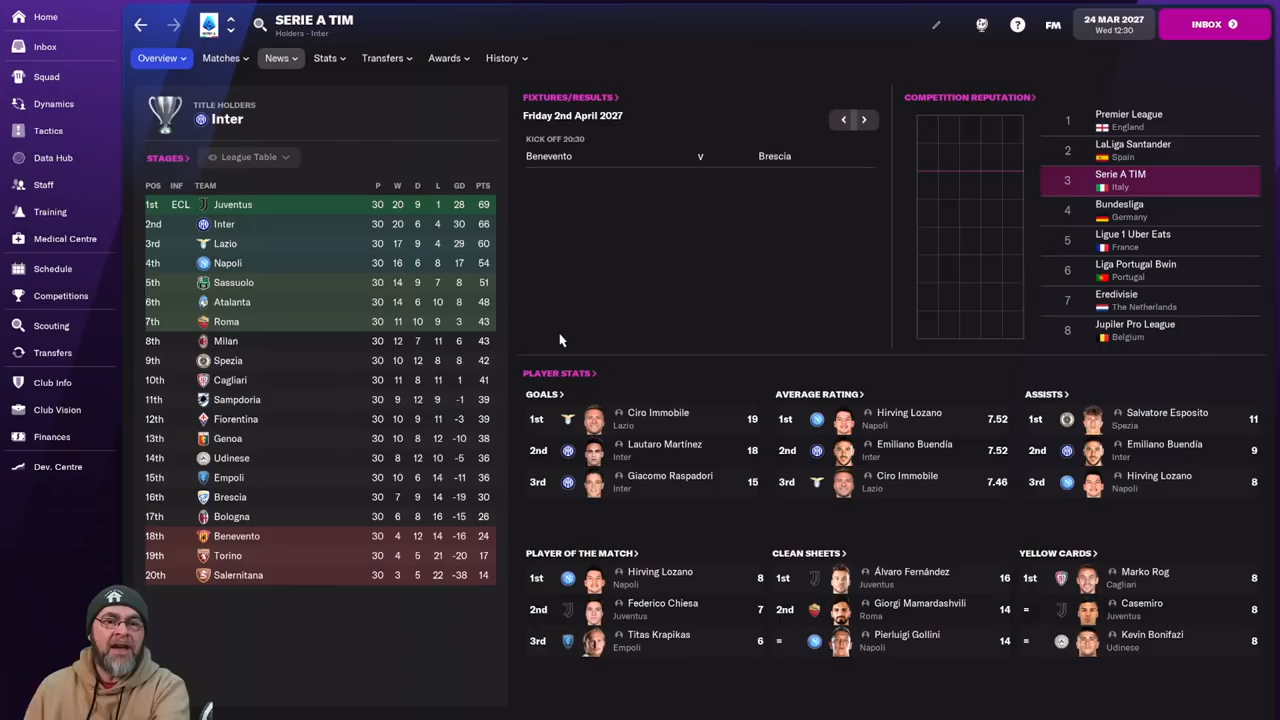 Home
Inbox
Squad
Dynamics
Tactics
Data Hub
Staff
Training
Medical Centre
Schedule
Competitions
Scouting
Transfers
Club Info
Club Vision
Finances
Dev. Centre
SERIE A TIM
Holders - Inter
FM
24 MAR 2027
Wed 12:30
INBOX
Overview
Matches
News
Stats
Transfers
Awards
History
TITLE HOLDERS
Inter
STAGES
League Table
POS INF TEAM P W D L GD PTS
1st ECL Juventus 30 20 9 1 28 69
2nd Inter 30 20 6 4 30 66
3rd Lazio 30 17 9 4 29 60
4th Napoli 30 16 6 8 17 54
5th Sassuolo 30 14 9 7 8 51
6th Atalanta 30 14 6 10 8 48
7th Roma 30 11 10 9 3 43
8th Milan 30 12 7 11 6 43
9th Spezia 30 10 12 8 8 42
10th Cagliari 30 11 8 11 1 41
11th Sampdoria 30 9 12 9 -1 39
12th Fiorentina 30 10 9 11 -3 39
13th Genoa 30 10 8 12 -10 38
14th Udinese 30 8 12 10 -5 36
15th Empoli 30 10 6 14 -11 36
16th Brescia 30 7 9 14 -19 30
17th Bologna 30 6 8 16 -15 26
18th Benevento 30 4 12 14 -16 24
19th Torino 30 4 5 21 -20 17
20th Salernitana 30 3 5 22 -38 14
FIXTURES/RESULTS
Friday 2nd April 2027
KICK OFF 20:30
Benevento v Brescia
COMPETITION REPUTATION
1 Premier League
England
2 LaLiga Santander
Spain
3 Serie A TIM
Italy
4 Bundesliga
Germany
5 Ligue 1 Uber Eats
France
6 Liga Portugal Bwin
Portugal
7 Eredivisie
The Netherlands
8 Jupiler Pro League
Belgium
PLAYER STATS
GOALS
1st Ciro Immobile 19
Lazio
2nd Lautaro Martínez 18
Inter
3rd Giacomo Raspadori 15
Inter
AVERAGE RATING
1st Hirving Lozano 7.52
Napoli
2nd Emiliano Buendía 7.52
Inter
3rd Ciro Immobile 7.46
Lazio
ASSISTS
1st Salvatore Esposito 11
Spezia
2nd Emiliano Buendía 9
Inter
3rd Hirving Lozano 8
Napoli
PLAYER OF THE MATCH
1st Hirving Lozano 8
Napoli
2nd Federico Chiesa 7
Juventus
3rd Titas Krapikas 6
Empoli
CLEAN SHEETS
1st Álvaro Fernández 16
Juventus
2nd Giorgi Mamardashvili 14
Roma
= Pierluigi Gollini 14
Napoli
YELLOW CARDS
1st Marko Rog 8
Cagliari
= Casemiro 8
Juventus
= Kevin Bonifazi 8
Udinese